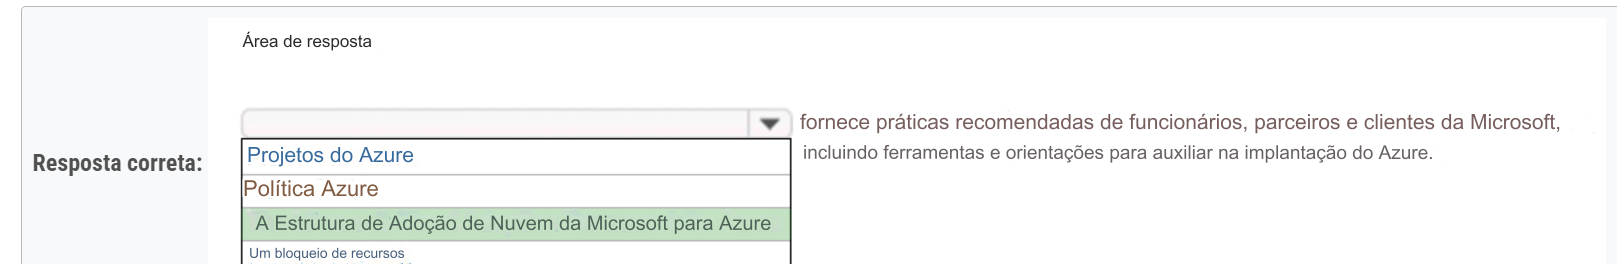 Área de resposta
fornece práticas recomendadas de funcionários, parceiros e clientes da Microsoft,
incluindo ferramentas e orientações para auxiliar na implantação do Azure.
Resposta correta:
Projetos do Azure
Política Azure
A Estrutura de Adoção de Nuvem da Microsoft para Azure
Um bloqueio de recursos